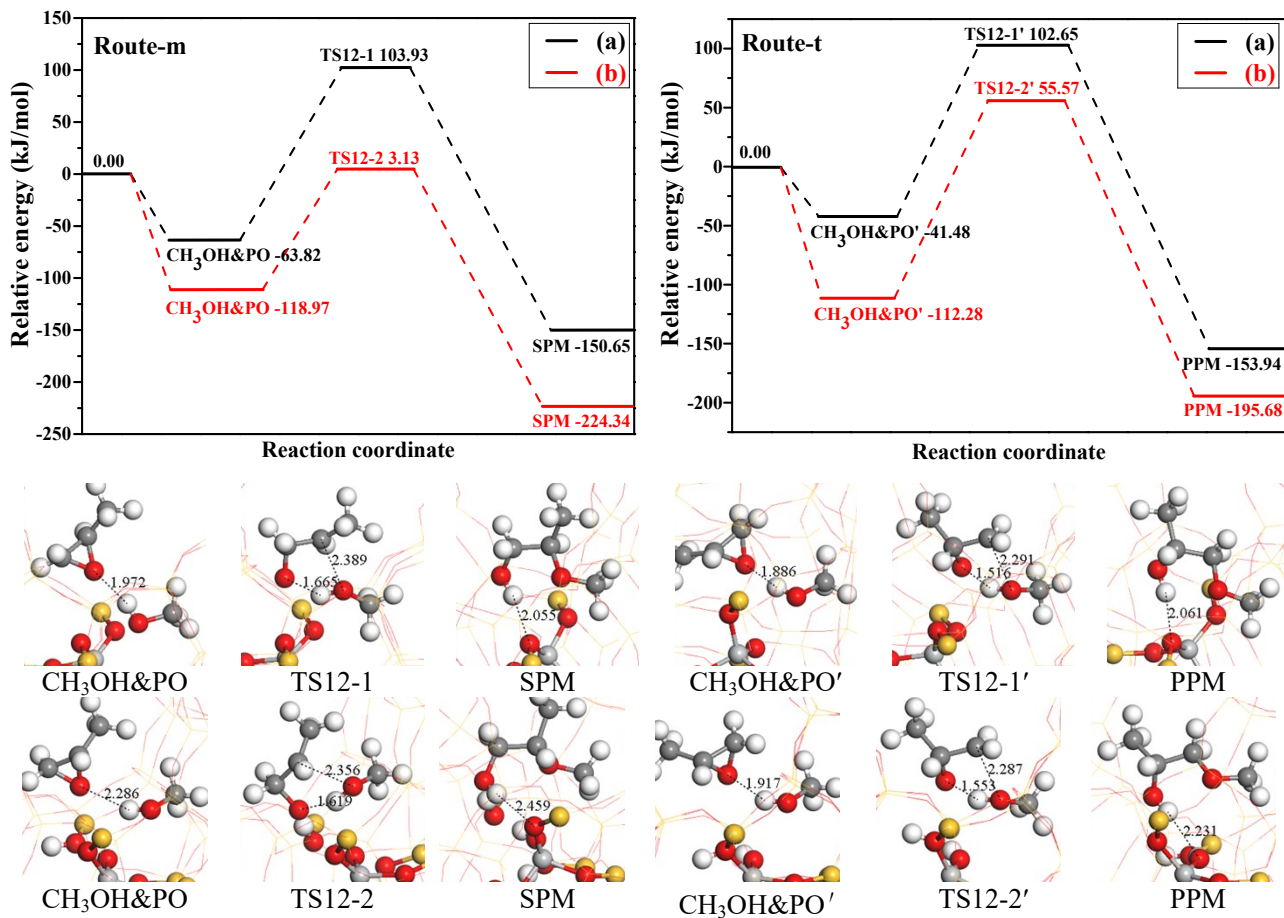 Route-m
(a)
(b)
Relative energy (kJ/mol)
150
100
50
0
-50
-100
-150
-200
-250
TS12-1 103.93
TS12-2 3.13
0.00
CH₃OH&PO -63.82
CH₃OH&PO -118.97
SPM -150.65
SPM -224.34
Reaction coordinate
Route-t
(a)
(b)
Relative energy (kJ/mol)
100
50
0
-50
-100
-150
-200
TS12-1' 102.65
TS12-2' 55.57
0.00
CH₃OH&PO' -41.48
CH₃OH&PO' -112.28
PPM -153.94
PPM -195.68
Reaction coordinate
1.972
2.389
1.665
2.055
1.886
2.291
1.516
2.061
CH₃OH&PO TS12-1 SPM CH₃OH&PO′ TS12-1′ PPM
2.286
2.356
1.619
2.459
1.917
2.287
1.553
2.231
CH₃OH&PO TS12-2 SPM CH₃OH&PO′ TS12-2′ PPM